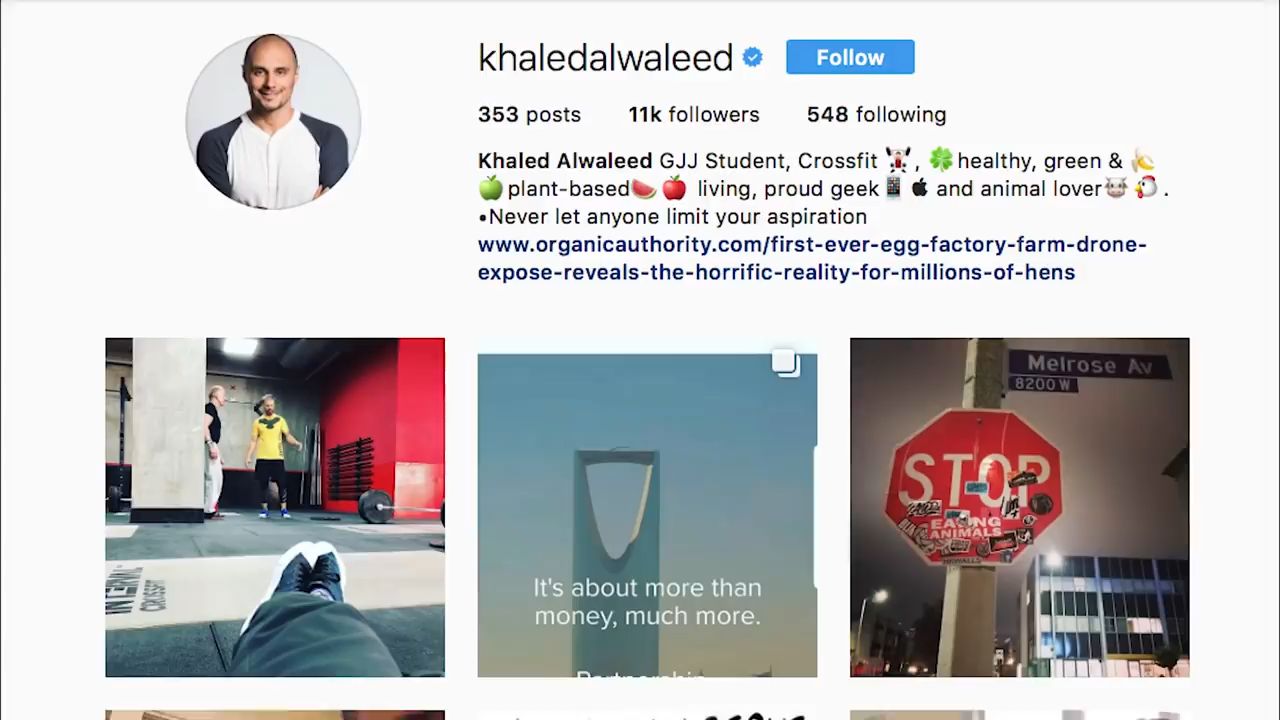 khaledalwaleed Follow
353 posts 11k followers 548 following
Khaled Alwaleed GJJ Student, Crossfit 🏋️, 🍀healthy, green & 🍌
🍏plant-based🍉🍎 living, proud geek📱 and animal lover🐮🐔.
•Never let anyone limit your aspiration
www.organicauthority.com/first-ever-egg-factory-farm-drone-
expose-reveals-the-horrific-reality-for-millions-of-hens
CROSSFIT
It's about more than
money, much more.
Partnership
Melrose Av
8200 W
STOP
EATING
ANIMALS